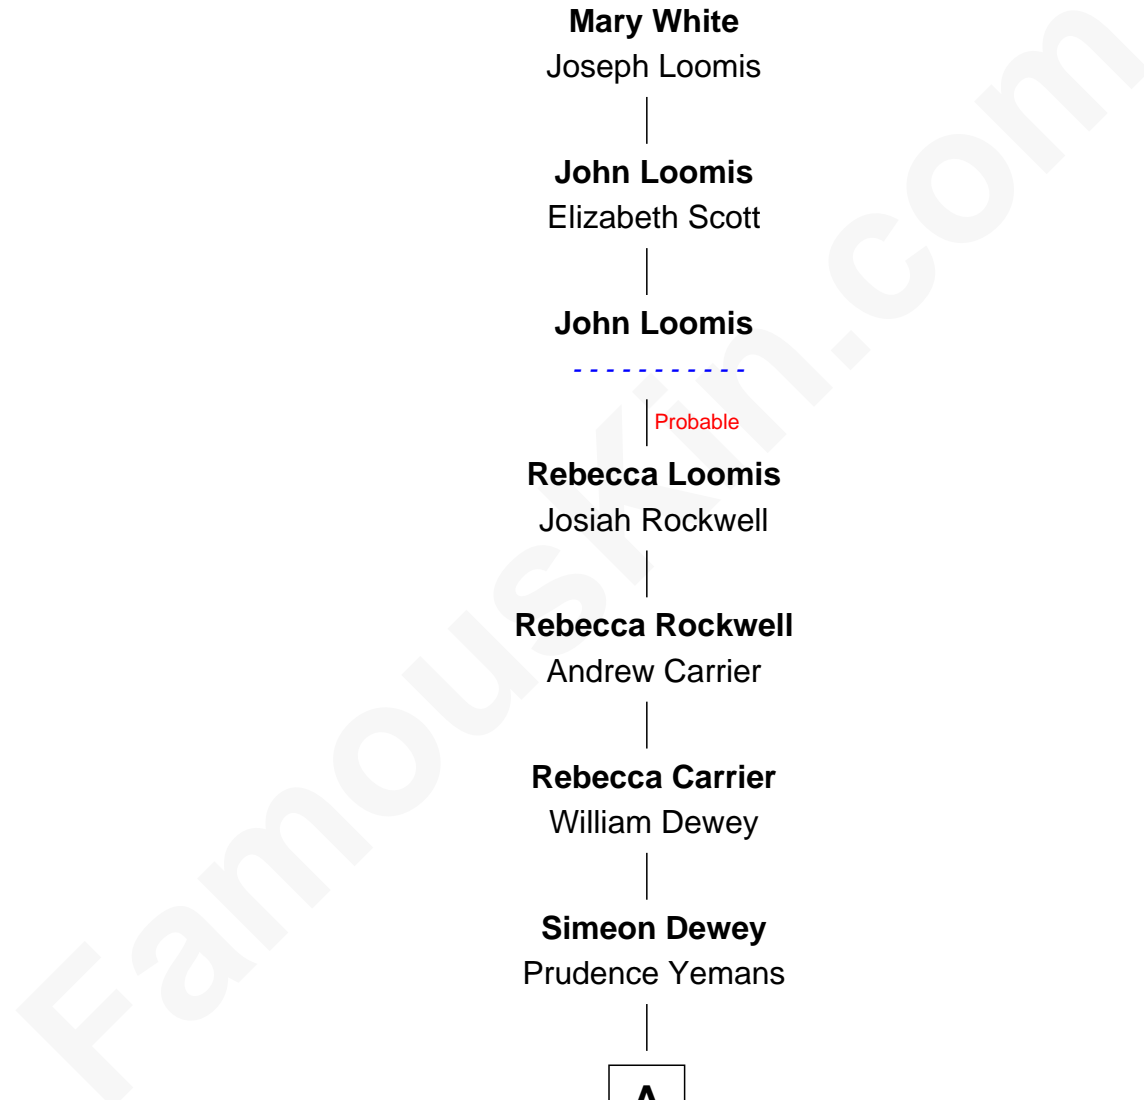 Mary White
Joseph Loomis
John Loomis
Elizabeth Scott
John Loomis
- - - - - - - - - - -
Probable
Rebecca Loomis
Josiah Rockwell
Rebecca Rockwell
Andrew Carrier
Rebecca Carrier
William Dewey
Simeon Dewey
Prudence Yemans
A
FamousKin.com